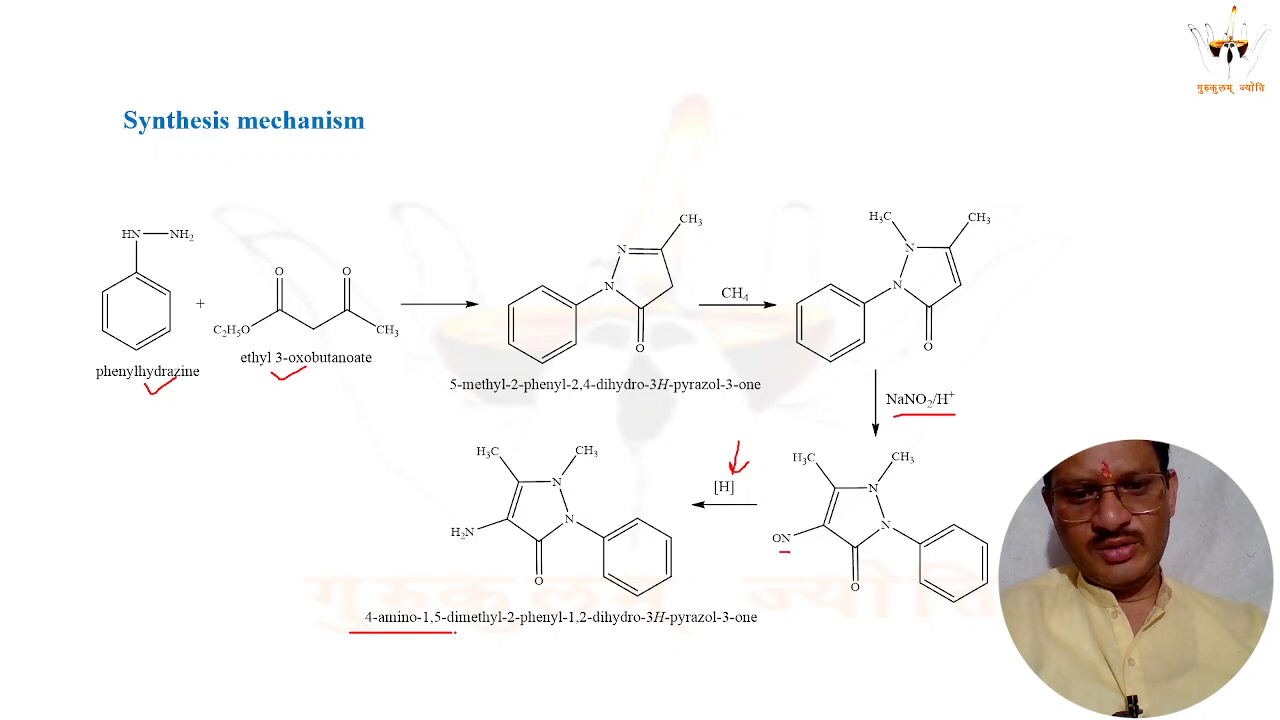 गुरुकुलम् ज्योति
Synthesis mechanism
HN NH₂
+
O O
C₂H₅O CH₃
phenylhydrazine
ethyl 3-oxobutanoate
CH₃
N
N
O
5-methyl-2-phenyl-2,4-dihydro-3H-pyrazol-3-one
CH₄
H₃C CH₃
N⁺
N
O
NaNO₂/H⁺
H₃C CH₃
N
ON N
O
[H]
H₃C CH₃
N
H₂N N
O
4-amino-1,5-dimethyl-2-phenyl-1,2-dihydro-3H-pyrazol-3-one
गुरुकुलम् ज्योति